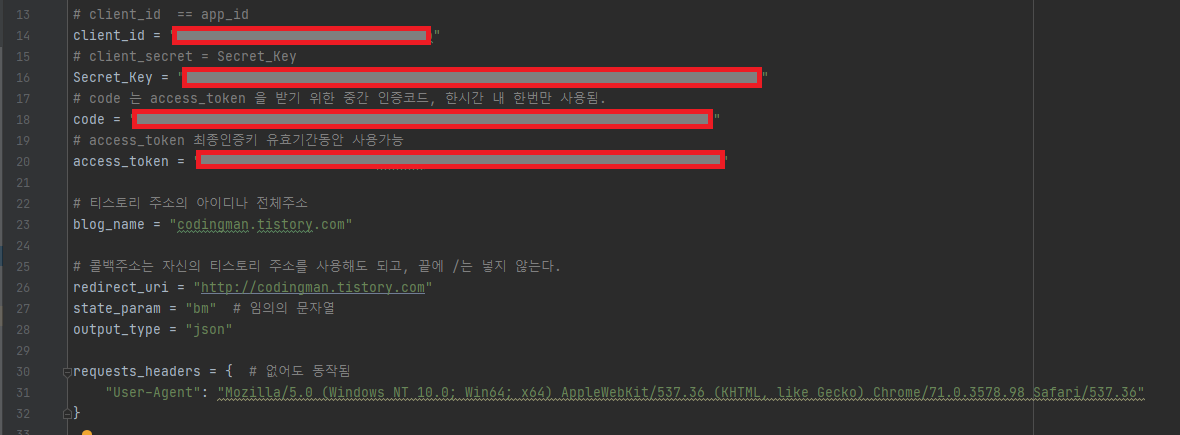 13 # client_id  == app_id
14 client_id = "                                "
15 # client_secret = Secret_Key
16 Secret_Key = "                                "
17 # code 는 access_token 을 받기 위한 중간 인증코드, 한시간 내 한번만 사용됨.
18 code = "                                "
19 # access_token 최종인증키 유효기간동안 사용가능
20 access_token = "                                "
21
22 # 티스토리 주소의 아이디나 전체주소
23 blog_name = "codingman.tistory.com"
24
25 # 콜백주소는 자신의 티스토리 주소를 사용해도 되고, 끝에 /는 넣지 않는다.
26 redirect_uri = "http://codingman.tistory.com"
27 state_param = "bm"  # 임의의 문자열
28 output_type = "json"
29
30 requests_headers = {  # 없어도 동작됨
31     "User-Agent": "Mozilla/5.0 (Windows NT 10.0; Win64; x64) AppleWebKit/537.36 (KHTML, like Gecko) Chrome/71.0.3578.98 Safari/537.36"
32 }
33